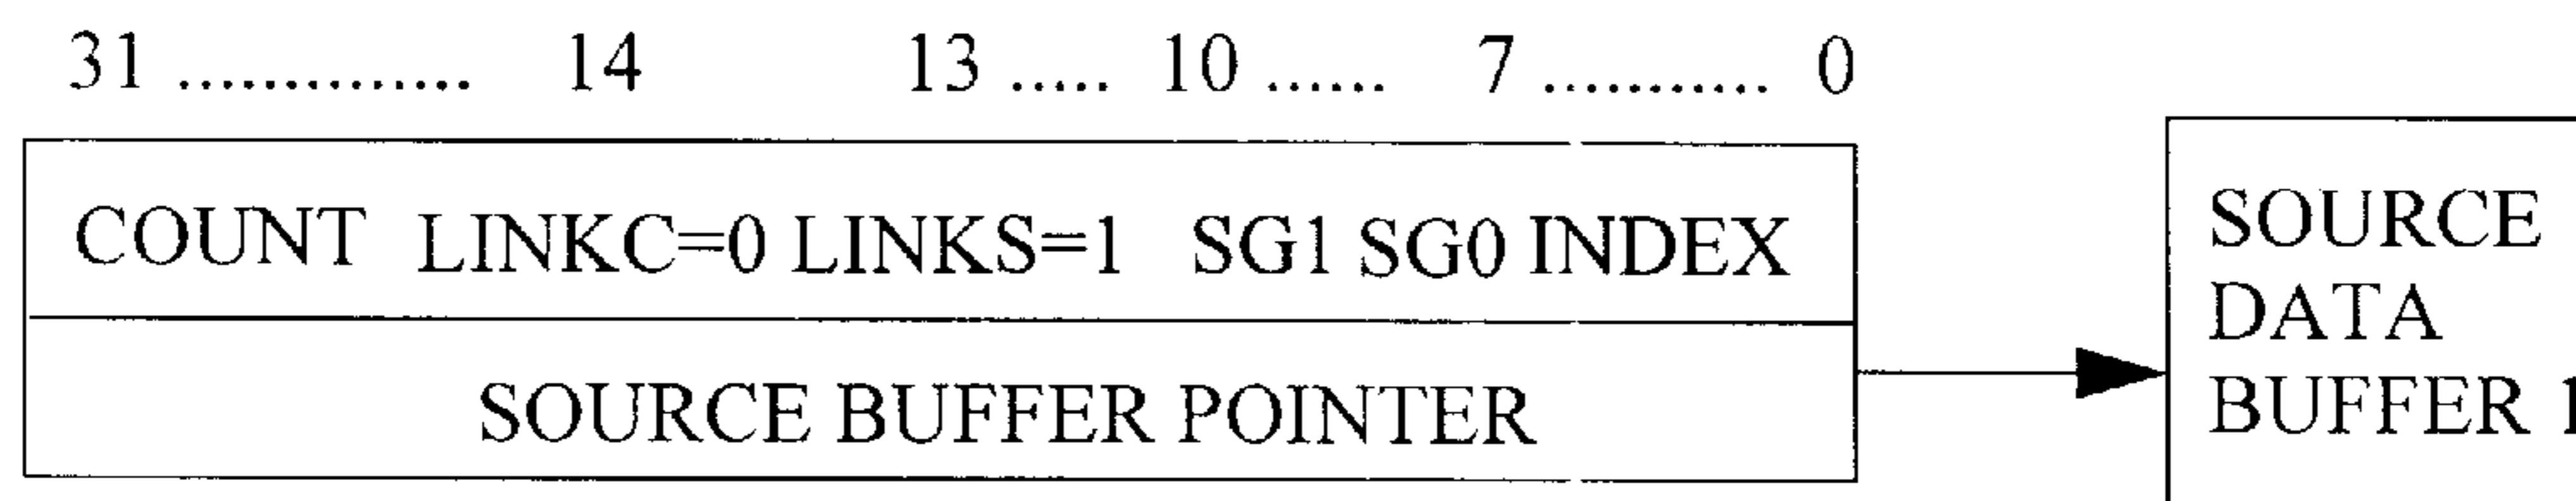 31 .............. 14 13 ..... 10 ...... 7 ........... 0
COUNT LINKC=0 LINKS=1 SG1 SG0 INDEX
SOURCE BUFFER POINTER
SOURCE
DATA
BUFFER 1